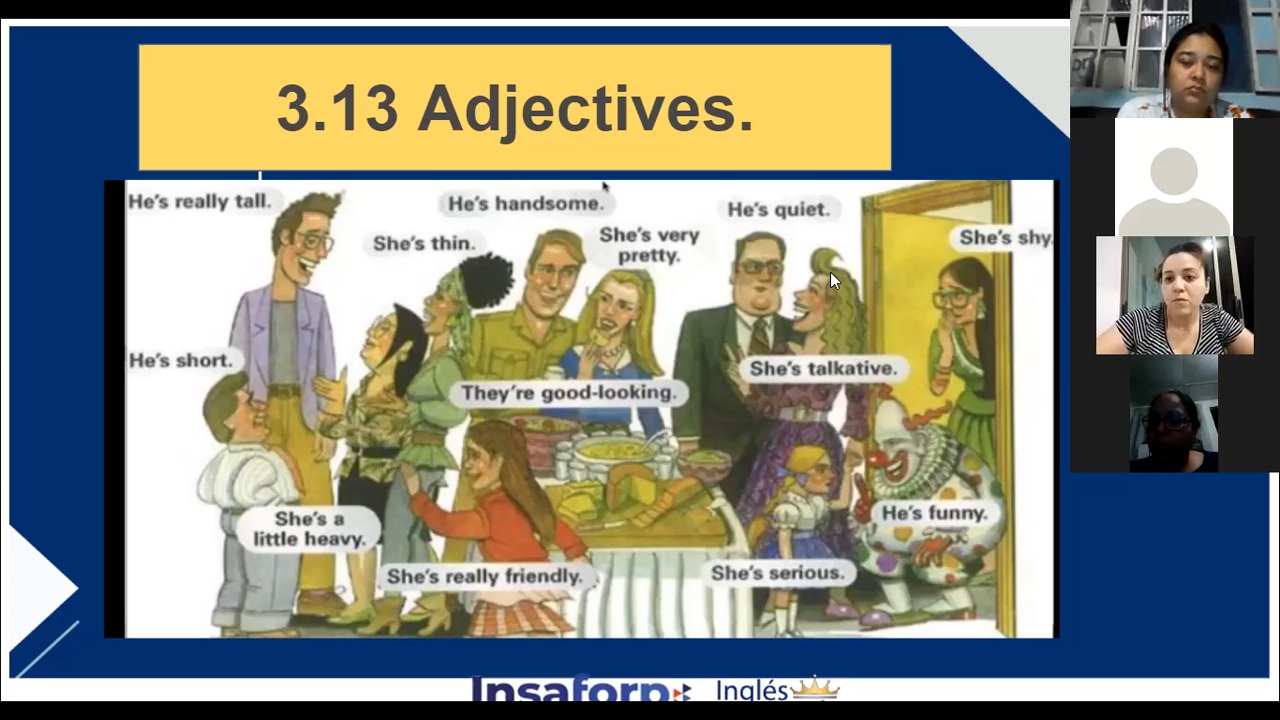 3.13 Adjectives.
He's really tall.
He's handsome.
He's quiet.
She's thin.
She's very
pretty.
She's shy.
He's short.
She's talkative.
They're good-looking.
She's a
little heavy.
He's funny.
She's really friendly.
She's serious.
Insaforp
Inglés